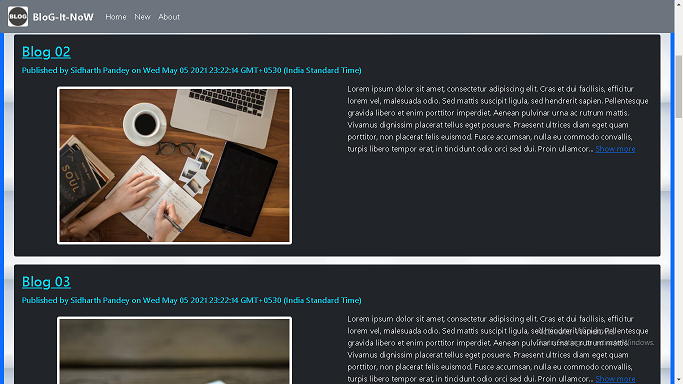 BLOG BloG-It-NoW Home New About
Blog 02
Published by Sidharth Pandey on Wed May 05 2021 23:22:14 GMT+0530 (India Standard Time)
Lorem ipsum dolor sit amet, consectetur adipiscing elit. Cras et dui facilisis, efficitur
lorem vel, malesuada odio. Sed mattis suscipit ligula, sed hendrerit sapien. Pellentesque
gravida libero et enim porttitor imperdiet. Aenean pulvinar urna ac rutrum mattis.
Vivamus dignissim placerat tellus eget posuere. Praesent ultrices diam eget quam
porttitor, non placerat felis euismod. Fusce accumsan, nulla eu commodo convallis,
turpis libero tempor erat, in tincidunt odio orci sed dui. Proin ullamcor... Show more
SOUL
Blog 03
Published by Sidharth Pandey on Wed May 05 2021 23:22:14 GMT+0530 (India Standard Time)
Lorem ipsum dolor sit amet, consectetur adipiscing elit. Cras et dui facilisis, efficitur
lorem vel, malesuada odio. Sed mattis suscipit ligula, sed hendrerit sapien. Pellentesque
gravida libero et enim porttitor imperdiet. Aenean pulvinar urna ac rutrum mattis.
Vivamus dignissim placerat tellus eget posuere. Praesent ultrices diam eget quam
porttitor, non placerat felis euismod. Fusce accumsan, nulla eu commodo convallis,
turpis libero tempor erat, in tincidunt odio orci sed dui. Proin ullamcor... Show more